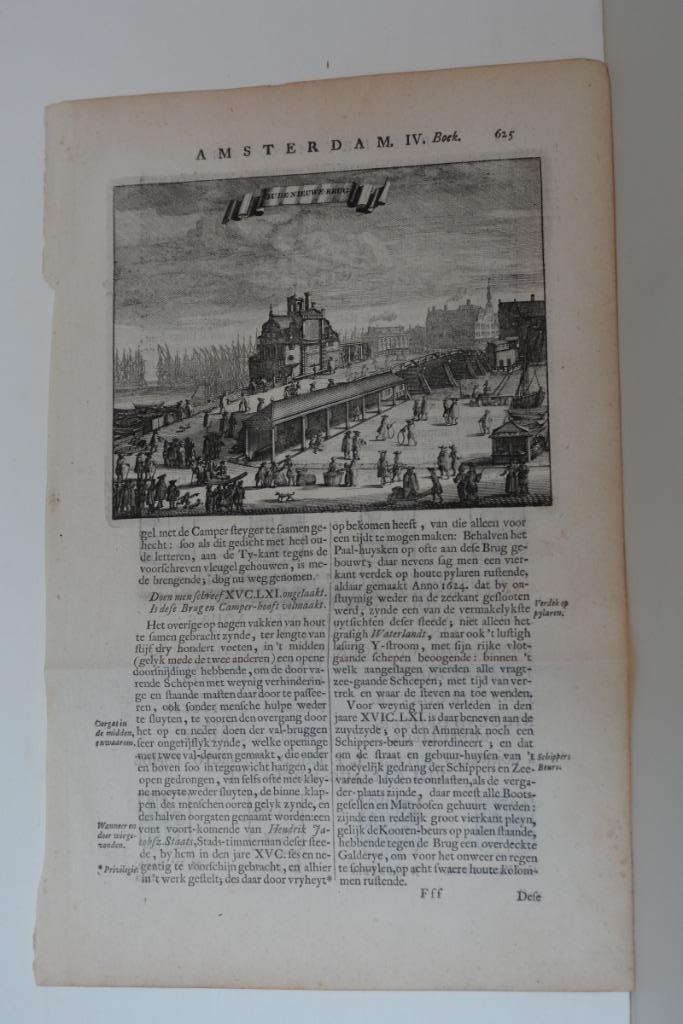 AMSTERDAM. IV. Boek. 625
OUDE NIEUWE BRUG
gel met de Camper steyger te saamen ge-
hecht: soo als dit gedicht met heel ou-
de letteren, aan de Ty-kant tegens de
voorschreven vleugel gehouwen, is me-
de brengende; dog nu weg genomen.
Doen men schreef XVC.LXI. ongelaakt.
Is dese Brug en Camper-hooft volmaakt.
Het overige op negen vakken van hout
te samen gebracht zynde, ter lengte van
stijf dry hondert voeten, in 't midden
(gelyk mede de twee anderen) een opene
doorsnijdinge hebbende, om de door va-
rende Schepen met weynig verhinderin-
ge en staande masten daar door te passee-
ren, ook sonder mensche hulpe weder
te sluyten, te vooren den overgang door
Oorgat in
de midden,
en waarom.
het op en neder doen der val-bruggen
seer ongerijflyk zynde, welke openinge
met twee val-deuren gemaakt, die onder
en boven soo in tegenwicht hangen, dat
open gedrongen, van selfs ofte met kley-
ne moeyte weder sluyten, de binne klap-
pen des menschen ooren gelyk zynde, en
des halven oorgaten genaamt worden: een
Wanneer en
door wie ge-
vonden.
vont voort-komende van Hendrik Ja-
kobsz. Staats, Stads-timmerman deser ste-
de, by hem in den jare XVC. ses en ne-
gentig te voorschijn gebracht, en alhier
* Privilegie.
in 't werk gestelt; des daar door vryheyt*
op bekomen heeft, van die alleen voor
een tijdt te mogen maken: Behalven het
Paal-huysken op ofte aan dese Brug ge-
bouwt; daar nevens sag men een vier-
kant verdek op houte pylaren rustende,
aldaar gemaakt Anno 1624. dat by on-
stuymig weder na de zeekant geslooten
Verdek op
pylaren.
werd, zynde een van de vermakelykste
uytsichten deser steede; niet alleen het
grasigh Waterlandt, maar ook 't lustigh
lasurig Y-stroom, met sijn rijke vlot-
gaande schepen beoogende: binnen 't
welk aangeslagen wierden alle vragt-
zee-gaande Schepen; met tijd van ver-
trek en waar de steven na toe wenden.
Voor weynig jaren verleden in den
jaare XVIC.LXI. is daar beneven aan de
zuydzyde; op den Ammerak noch een
Schippers-beurs verordineert; en dat
om de straat en gebuur-huysen van 't
Schippers
Beurs.
moeyelijk gedrang der Schippers en Zee-
varende luyden te ontlasten, als de verga-
der-plaats zijnde, daar meest alle Boots-
gesellen en Matroosen gehuurt werden:
zijnde een redelijk groot vierkant pleyn,
gelijk de Kooren-beurs op paalen staande,
hebbende tegen de Brug een overdeckte
Galderye, om voor het onweer en regen
te schuylen, op acht swaere houte kolom-
men rustende.
Fff
Dese